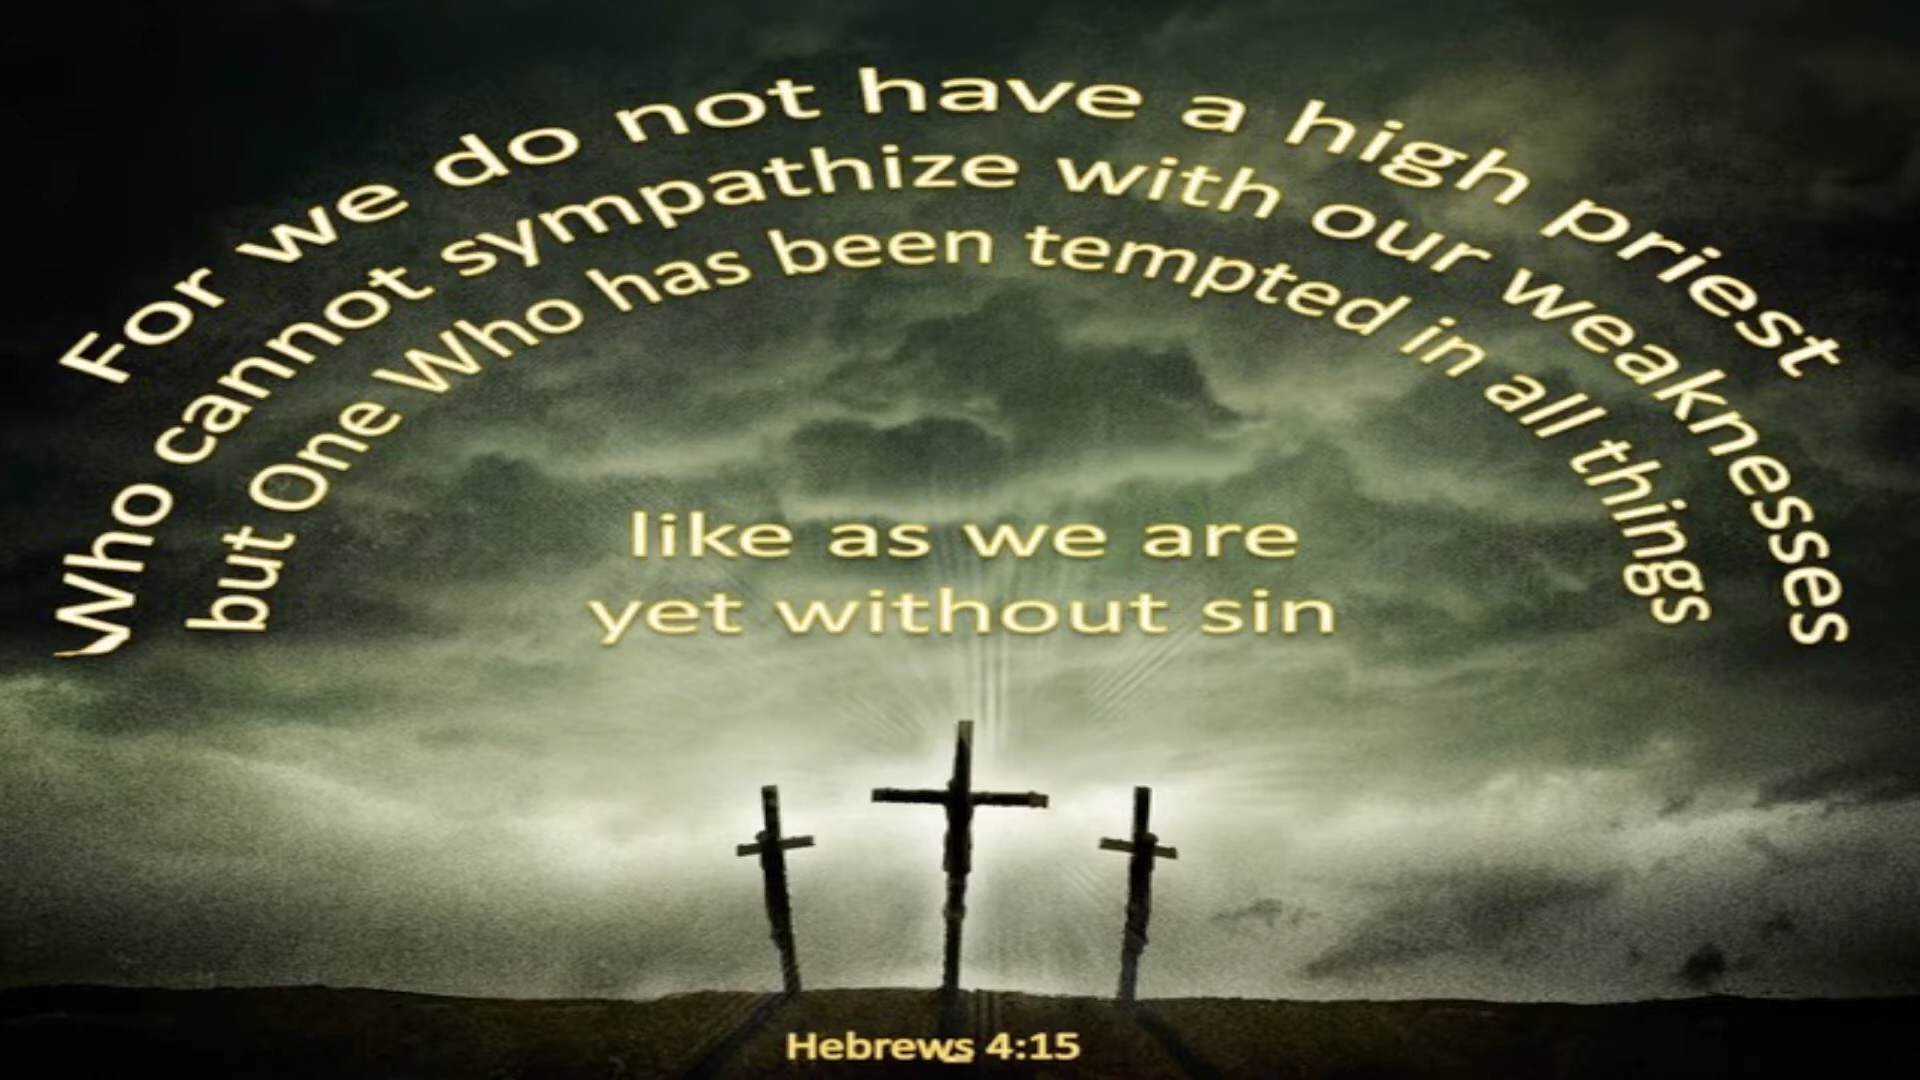 For we do not have a high priest
Who cannot sympathize with our weaknesses
but One Who has been tempted in all things
like as we are
yet without sin
Hebrews 4:15